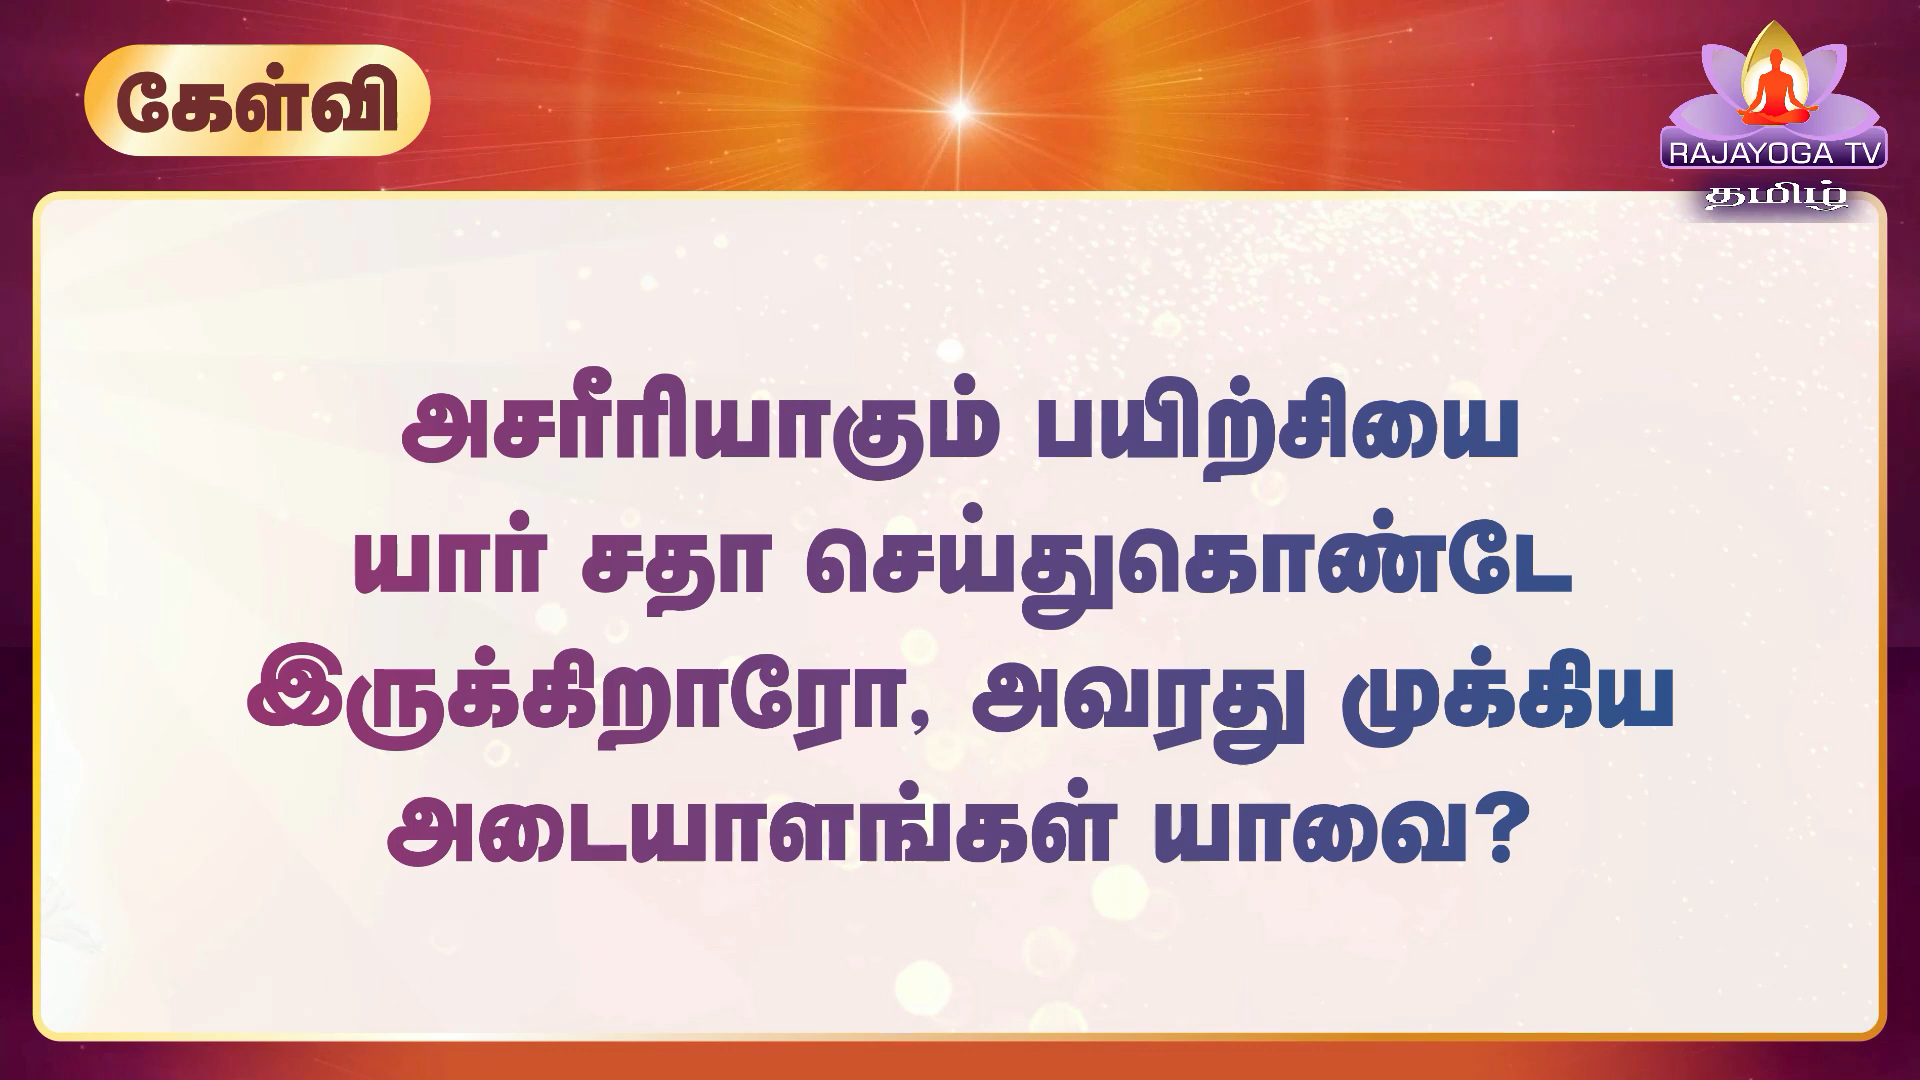 கேள்வி
RAJAYOGA TV
தமிழ்
அசரீரியாகும் பயிற்சியை
யார் சதா செய்துகொண்டே
இருக்கிறாரோ, அவரது முக்கிய
அடையாளங்கள் யாவை?